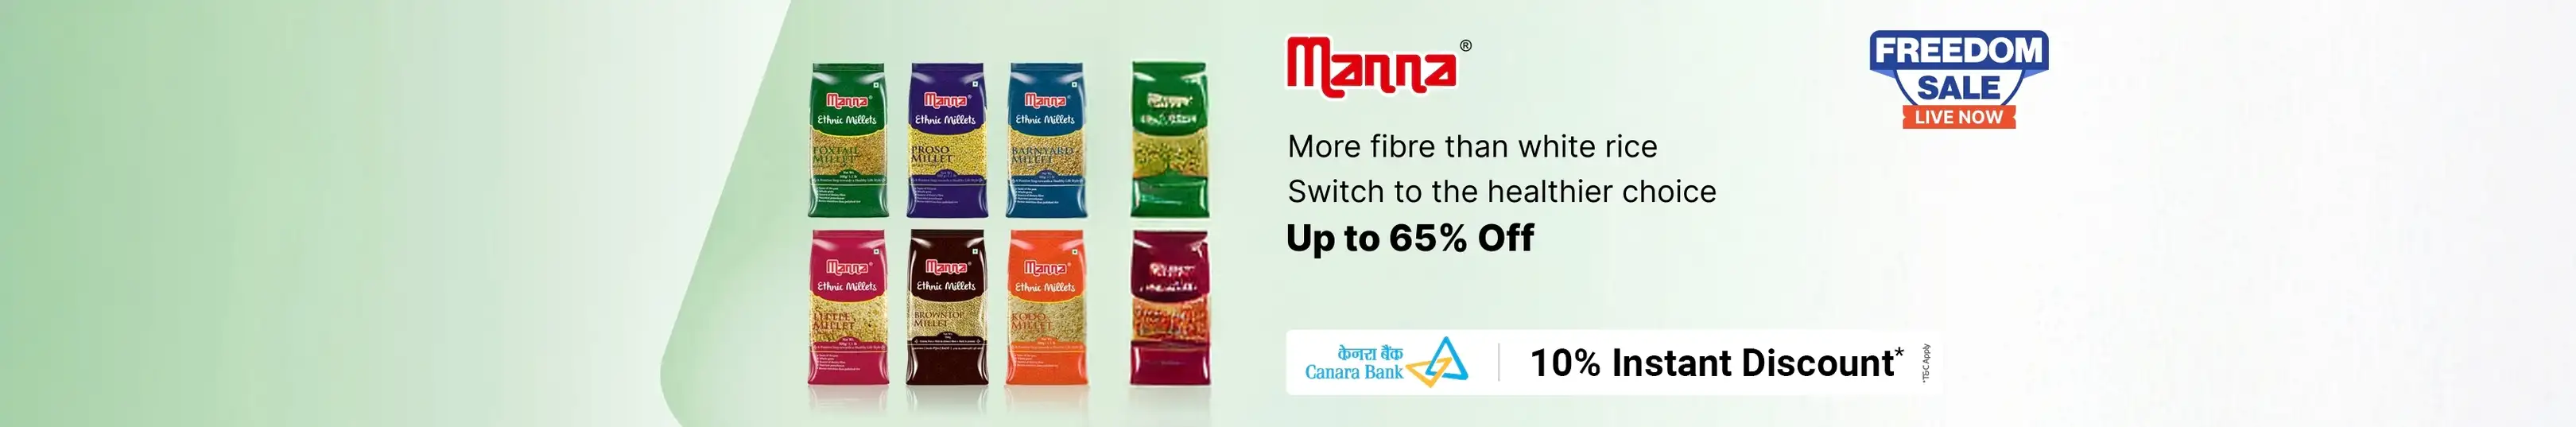 Manna®
Ethnic Millets
FOXTAIL
MILLET
Manna®
Ethnic Millets
PROSO
MILLET
Manna®
Ethnic Millets
BARNYARD
MILLET
Manna®
Ethnic Millets
LITTLE
MILLET
Manna®
Ethnic Millets
BROWNTOP
MILLET
Manna®
Ethnic Millets
KODO
MILLET
Manna®
More fibre than white rice
Switch to the healthier choice
Up to 65% Off
केनरा बैंक
Canara Bank
10% Instant Discount*
*T&C Apply
FREEDOM
SALE
LIVE NOW